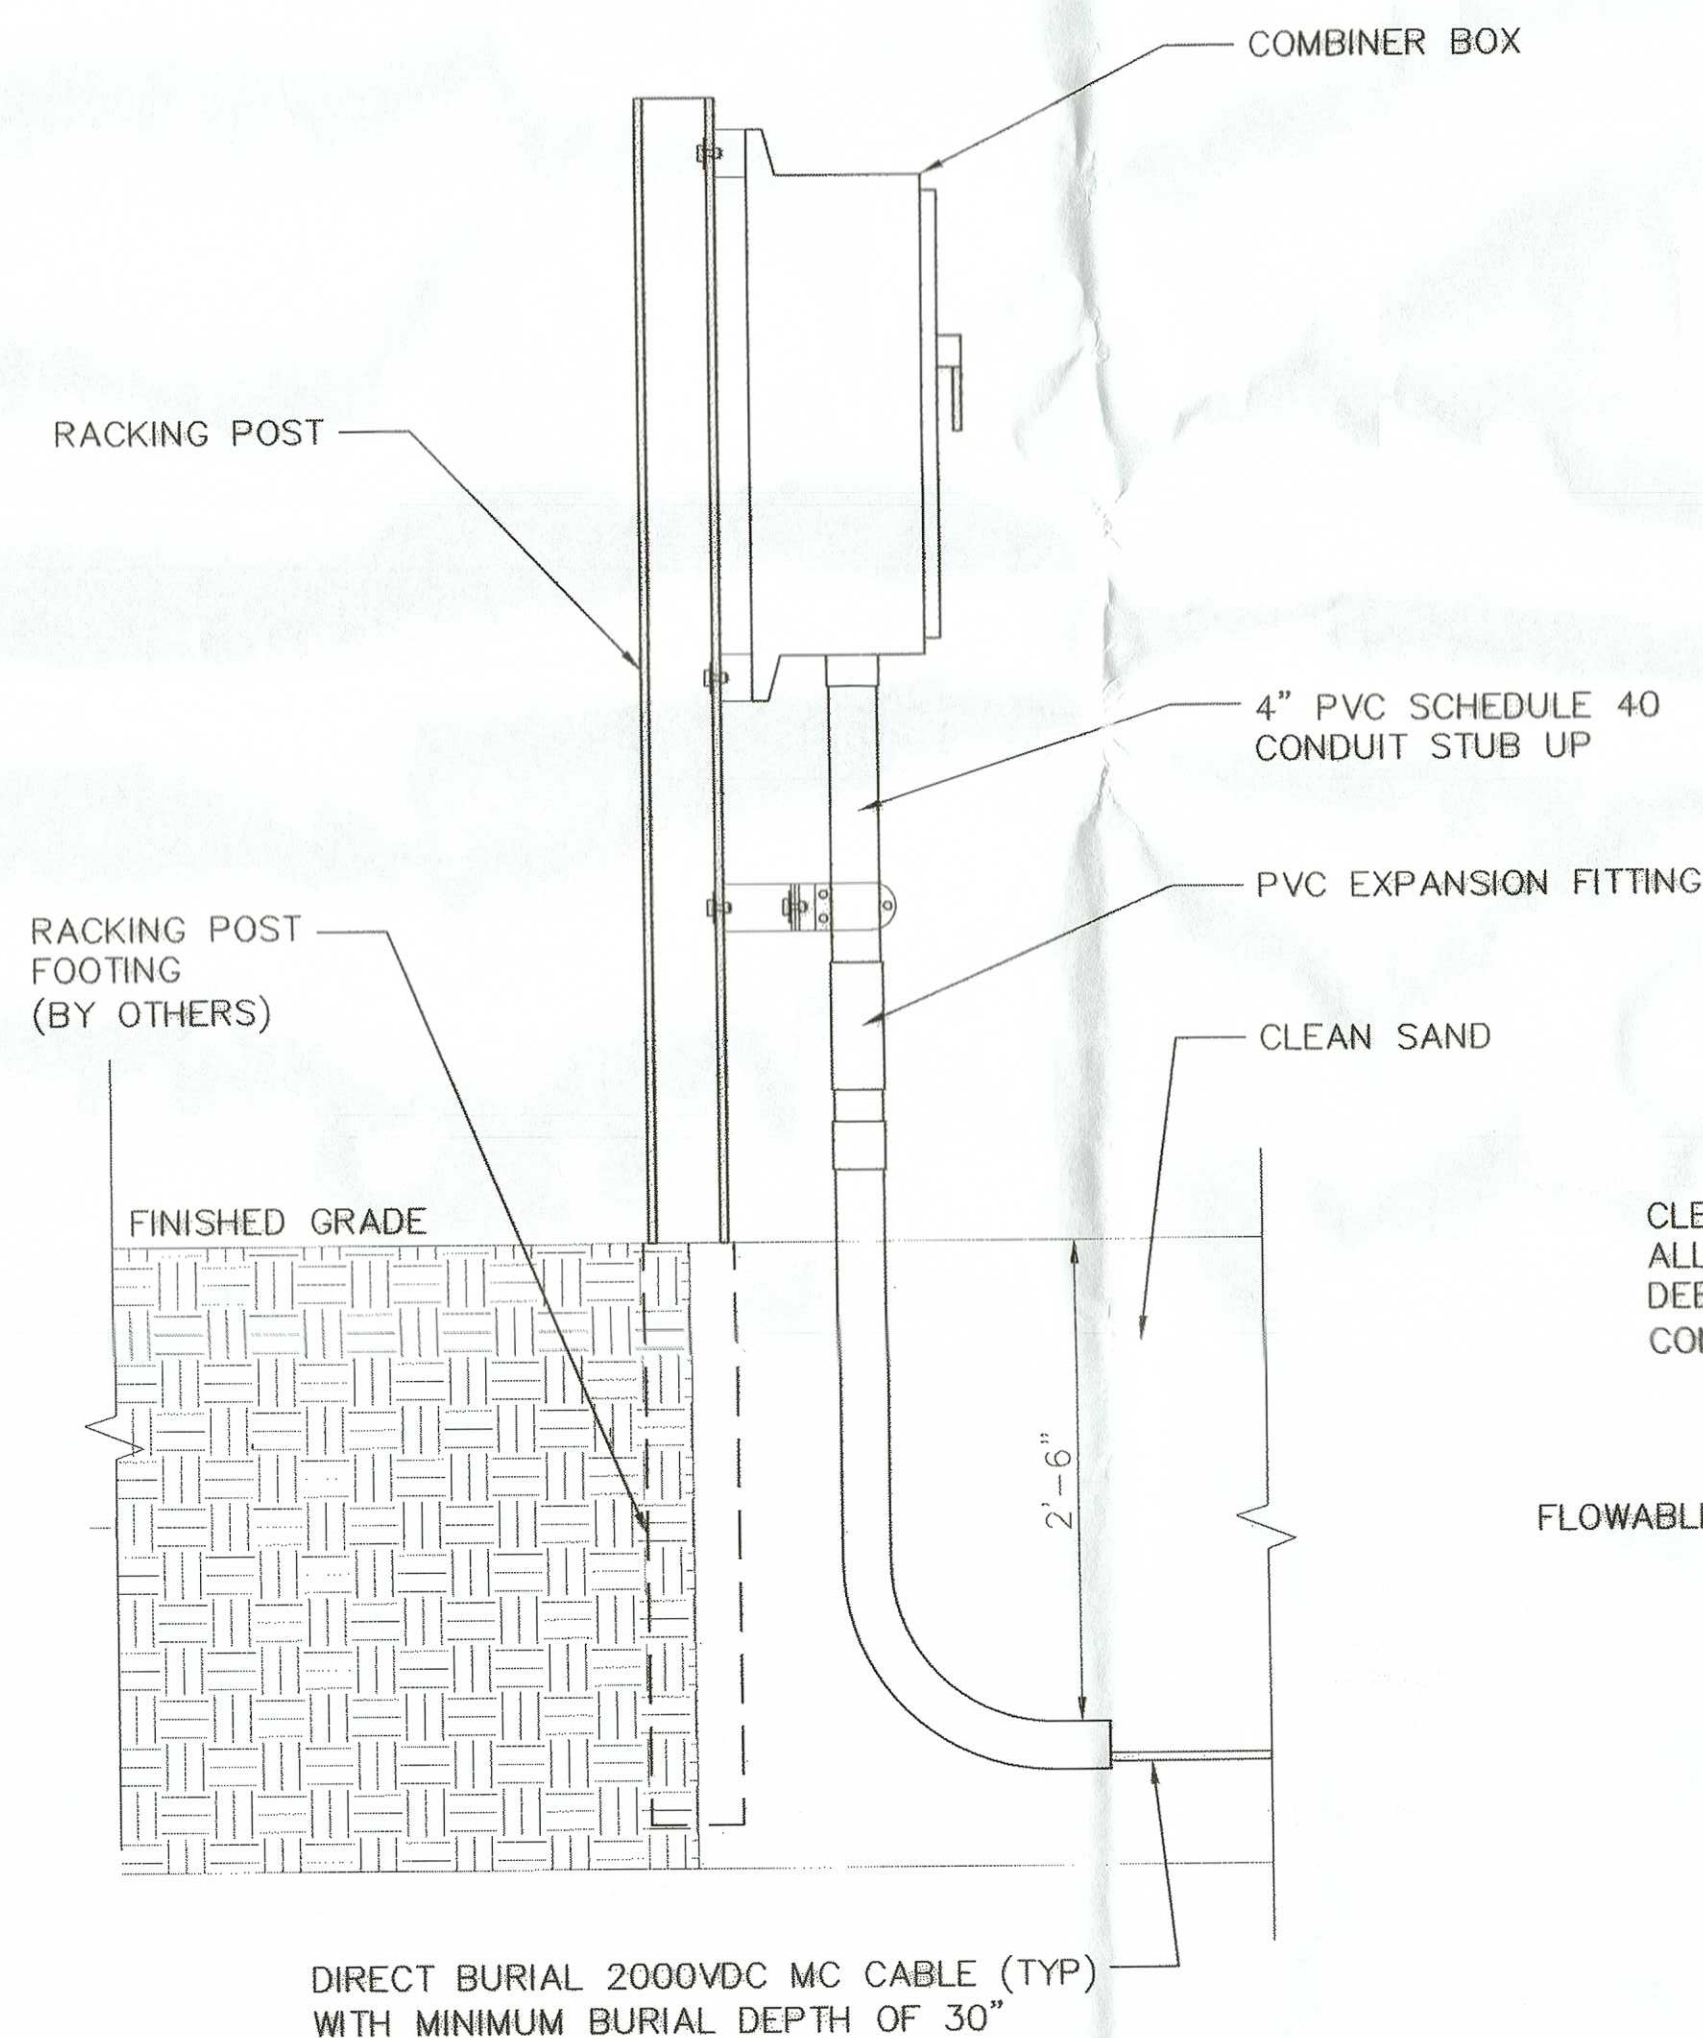 COMBINER BOX
RACKING POST
4" PVC SCHEDULE 40
CONDUIT STUB UP
PVC EXPANSION FITTING
RACKING POST
FOOTING
(BY OTHERS)
CLEAN SAND
FINISHED GRADE
2'-6"
DIRECT BURIAL 2000VDC MC CABLE (TYP)
WITH MINIMUM BURIAL DEPTH OF 30"